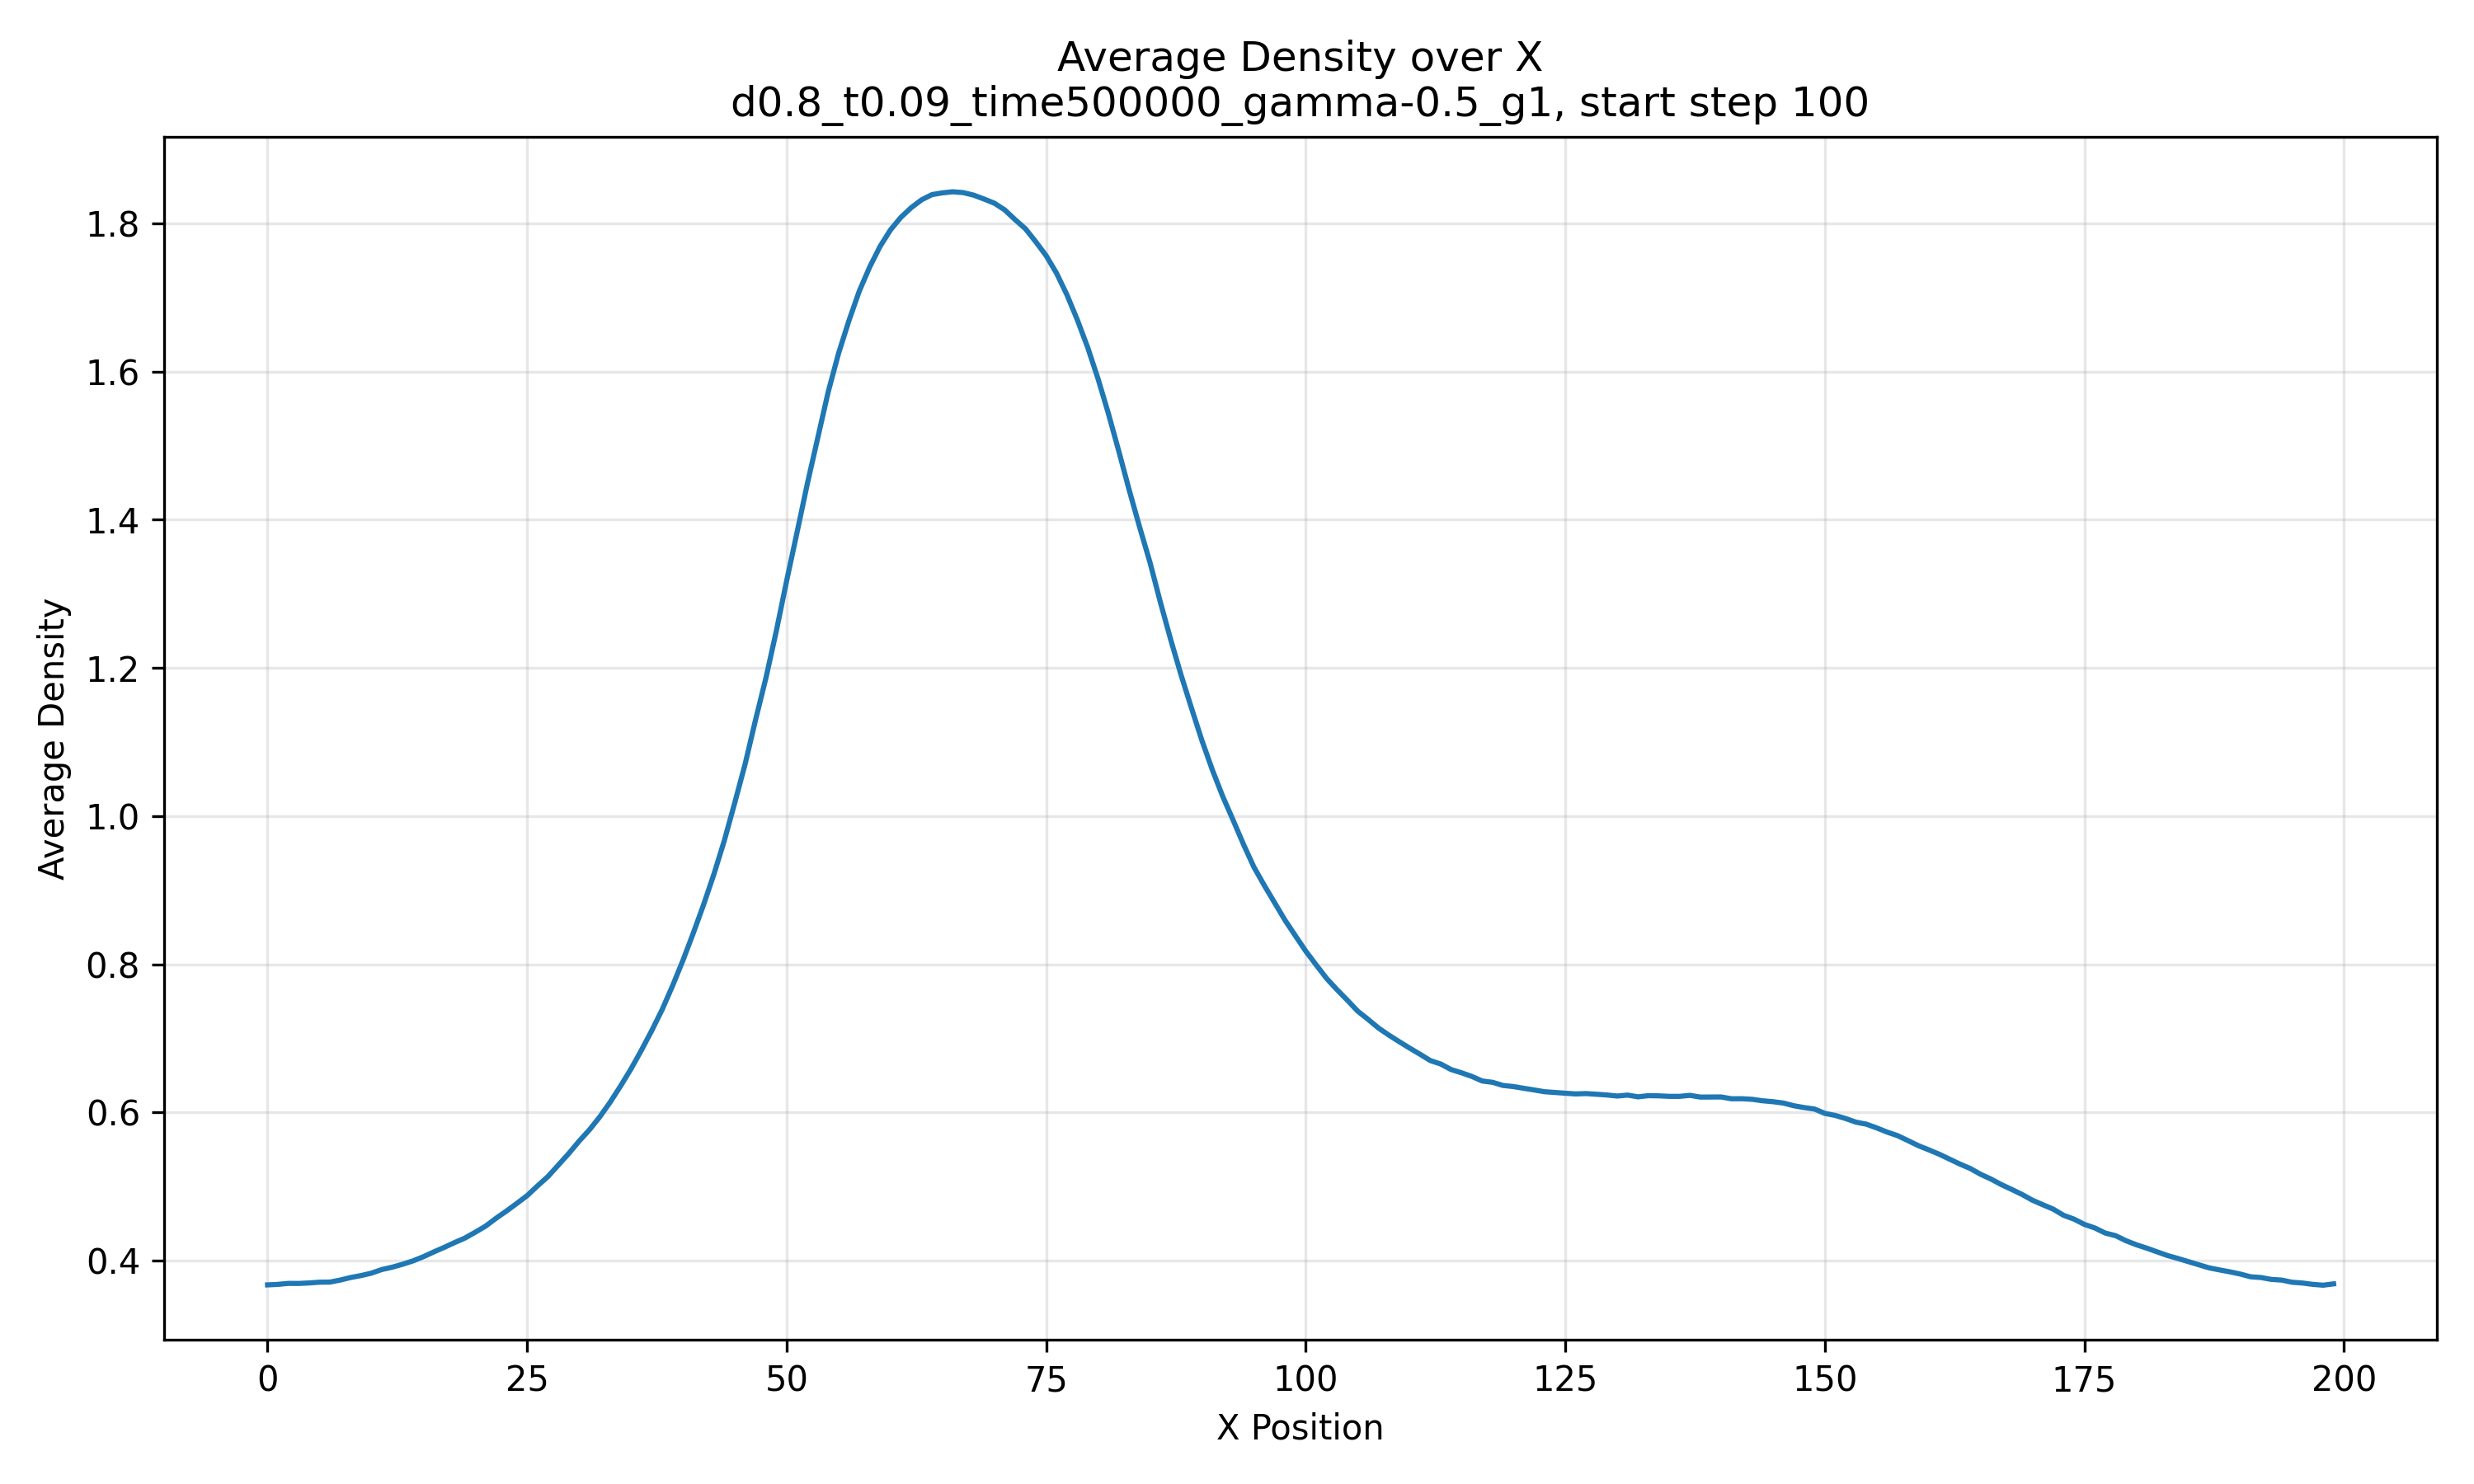 Average Density over X
d0.8_t0.09_time500000_gamma-0.5_g1, start step 100
Average Density
1.8
1.6
1.4
1.2
1.0
0.8
0.6
0.4
0 25 50 75 100 125 150 175 200
X Position